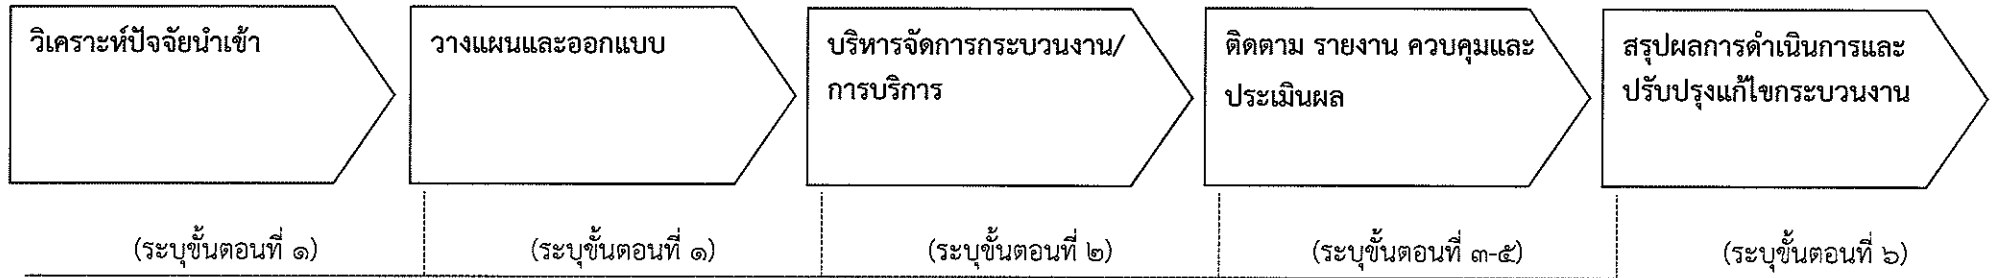 วิเคราะห์ปัจจัยนำเข้า
วางแผนและออกแบบ
บริหารจัดการกระบวนงาน/
การบริการ
ติดตาม รายงาน ควบคุมและ
ประเมินผล
สรุปผลการดำเนินการและ
ปรับปรุงแก้ไขกระบวนงาน
(ระบุขั้นตอนที่ ๑)
(ระบุขั้นตอนที่ ๑)
(ระบุขั้นตอนที่ ๒)
(ระบุขั้นตอนที่ ๓-๕)
(ระบุขั้นตอนที่ ๖)